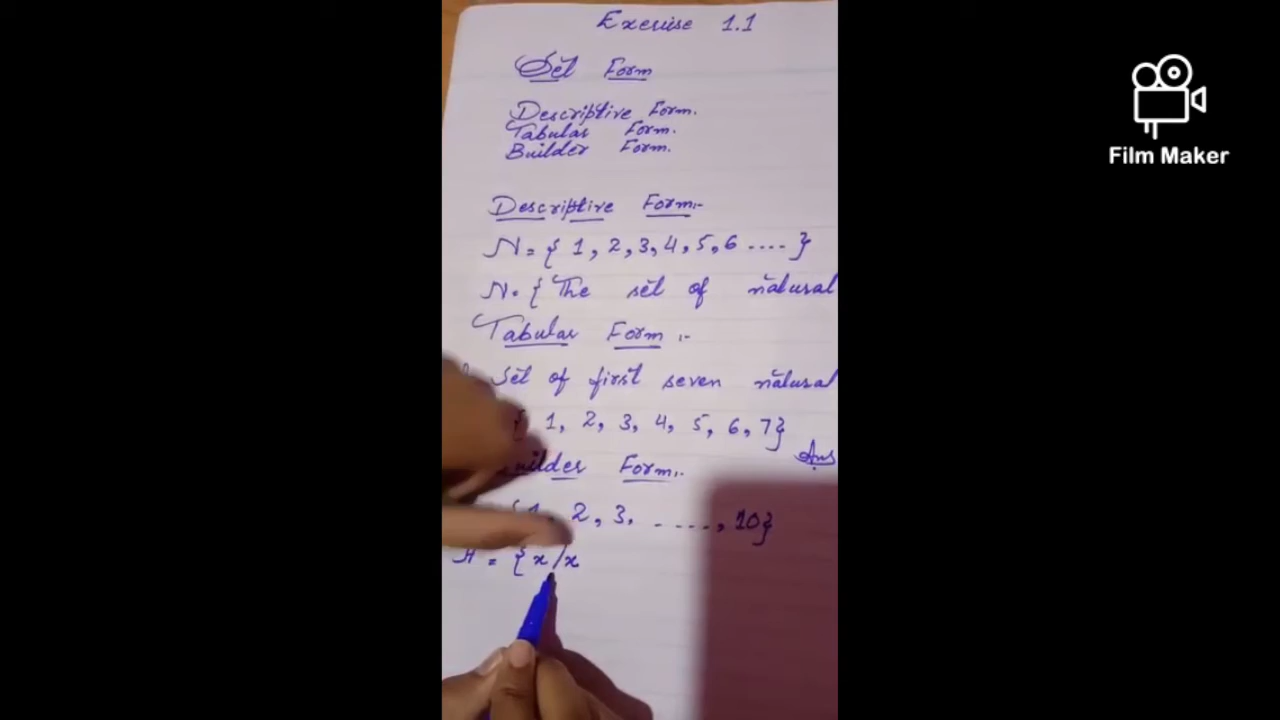 Exercise 1.1
Set Form
Descriptive Form.
Tabular Form.
Builder Form.
Descriptive Form:-
N = { 1, 2, 3, 4, 5, 6 .... }
N = { The set of natural
Tabular Form :-
Set of first seven natural
{ 1, 2, 3, 4, 5, 6, 7}
Ans
Builder Form:-
{1, 2, 3, ....., 10}
A = {x/x
Film Maker